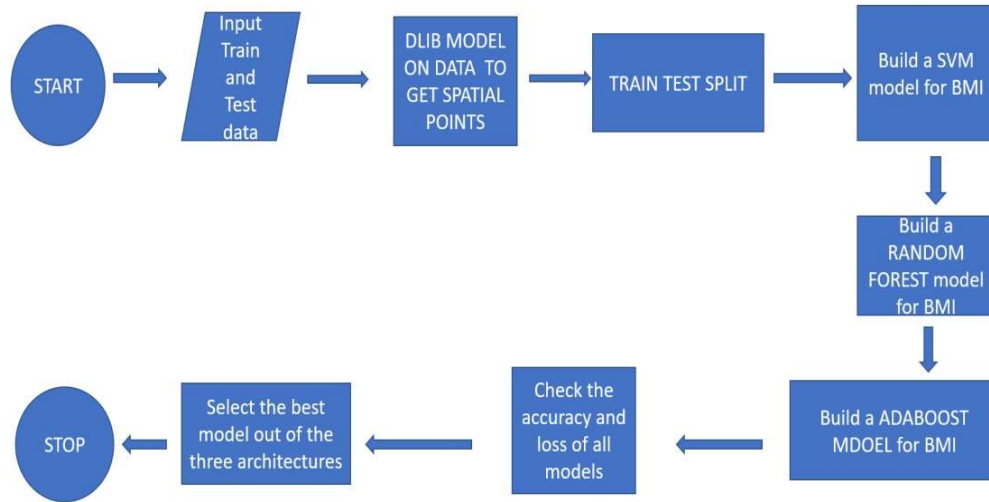 START
Input
Train
and
Test
data
DLIB MODEL
ON DATA TO
GET SPATIAL
POINTS
TRAIN TEST SPLIT
Build a SVM
model for BMI
Build a
RANDOM
FOREST model
for BMI
Build a ADABOOST
MDOEL for BMI
Check the
accuracy and
loss of all
models
Select the best
model out of the
three architectures
STOP